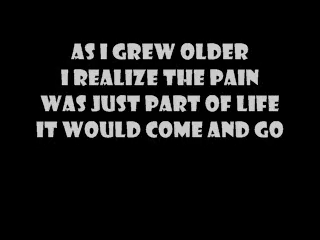 AS I GREW OLDER
I REALIZE THE PAIN
WAS JUST PART OF LIFE
IT WOULD COME AND GO